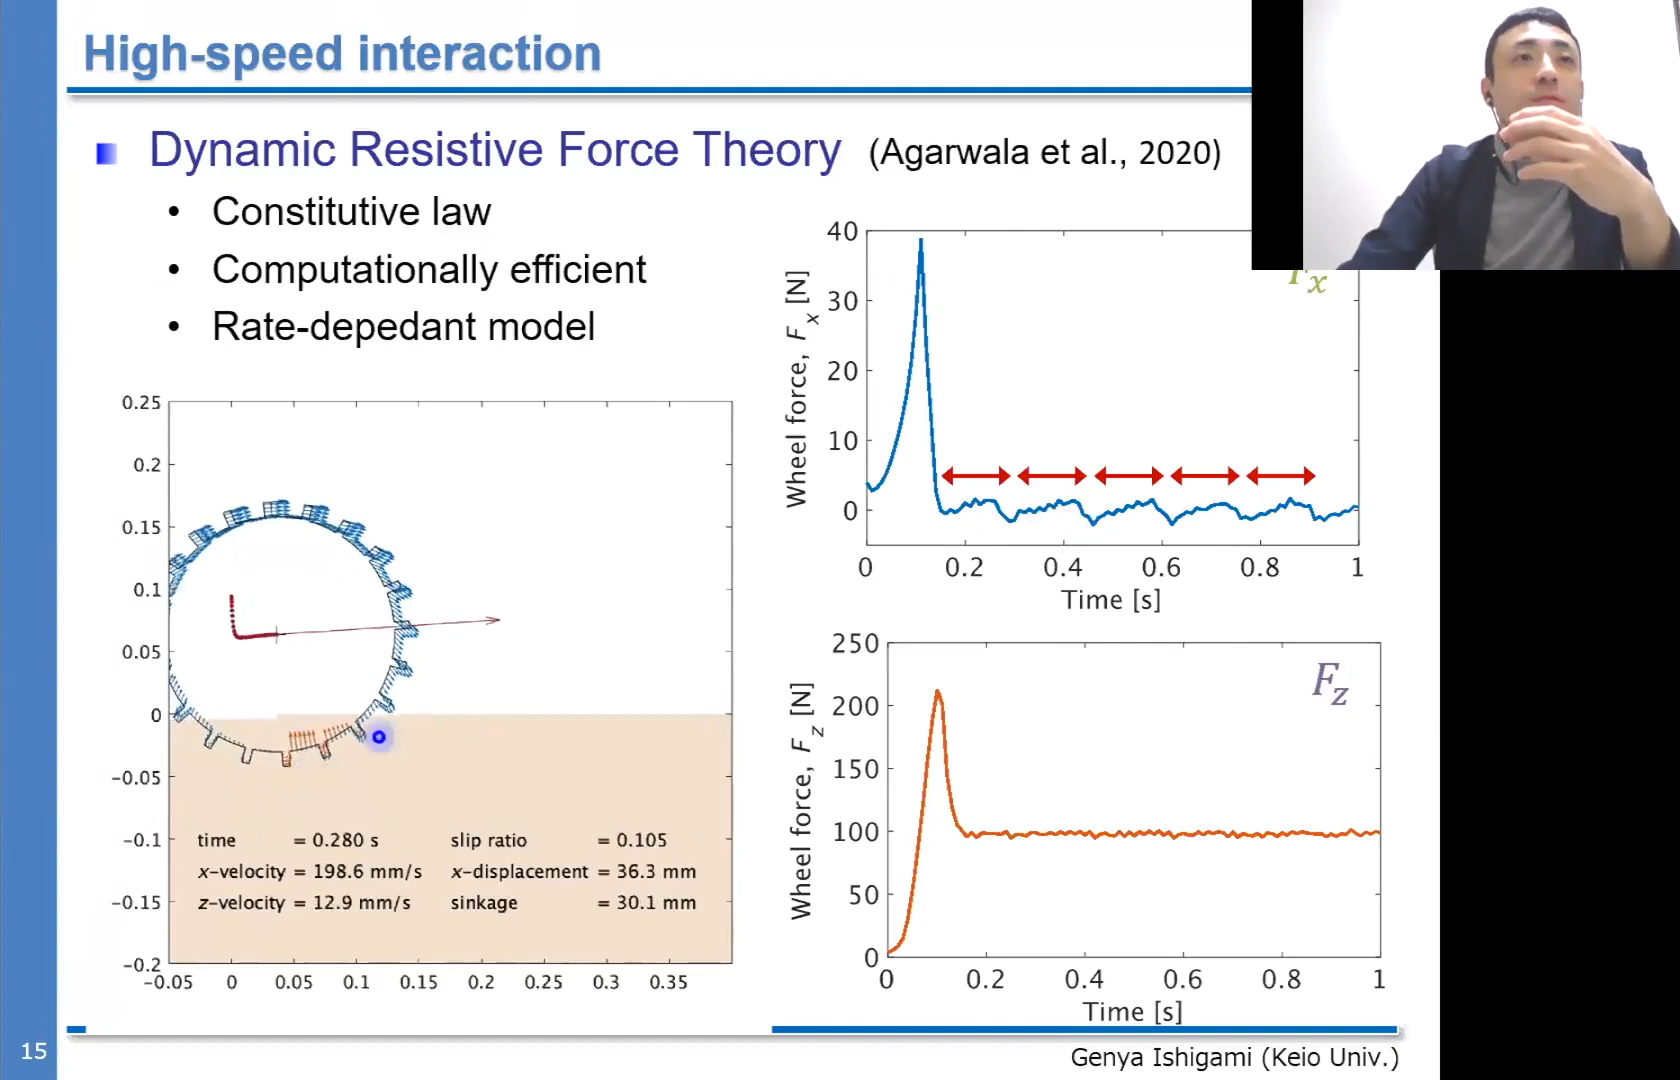 High-speed interaction
Dynamic Resistive Force Theory (Agarwala et al., 2020)
• Constitutive law
• Computationally efficient
• Rate-depedant model
40
30
20
10
0
Wheel force, Fx [N]
Fx
0 0.2 0.4 0.6 0.8 1
Time [s]
0.25
0.2
0.15
0.1
0.05
0
−0.05
−0.1
−0.15
−0.2
time = 0.280 s slip ratio = 0.105
x-velocity = 198.6 mm/s x-displacement = 36.3 mm
z-velocity = 12.9 mm/s sinkage = 30.1 mm
−0.05 0 0.05 0.1 0.15 0.2 0.25 0.3 0.35
250
200
150
100
50
0
Wheel force, Fz [N]
Fz
0 0.2 0.4 0.6 0.8 1
Time [s]
15
Genya Ishigami (Keio Univ.)